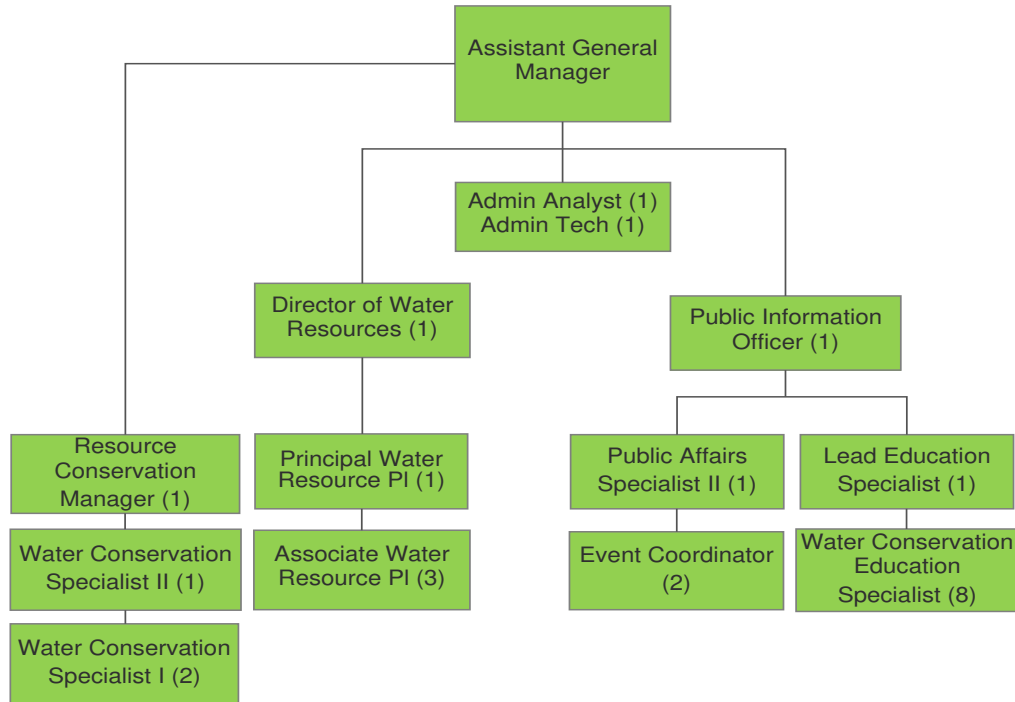 Assistant General
Manager
Admin Analyst (1)
Admin Tech (1)
Director of Water
Resources (1)
Public Information
Officer (1)
Resource
Conservation
Manager (1)
Principal Water
Resource Pl (1)
Public Affairs
Specialist II (1)
Lead Education
Specialist (1)
Water Conservation
Specialist II (1)
Associate Water
Resource Pl (3)
Event Coordinator
(2)
Water Conservation
Education
Specialist (8)
Water Conservation
Specialist I (2)